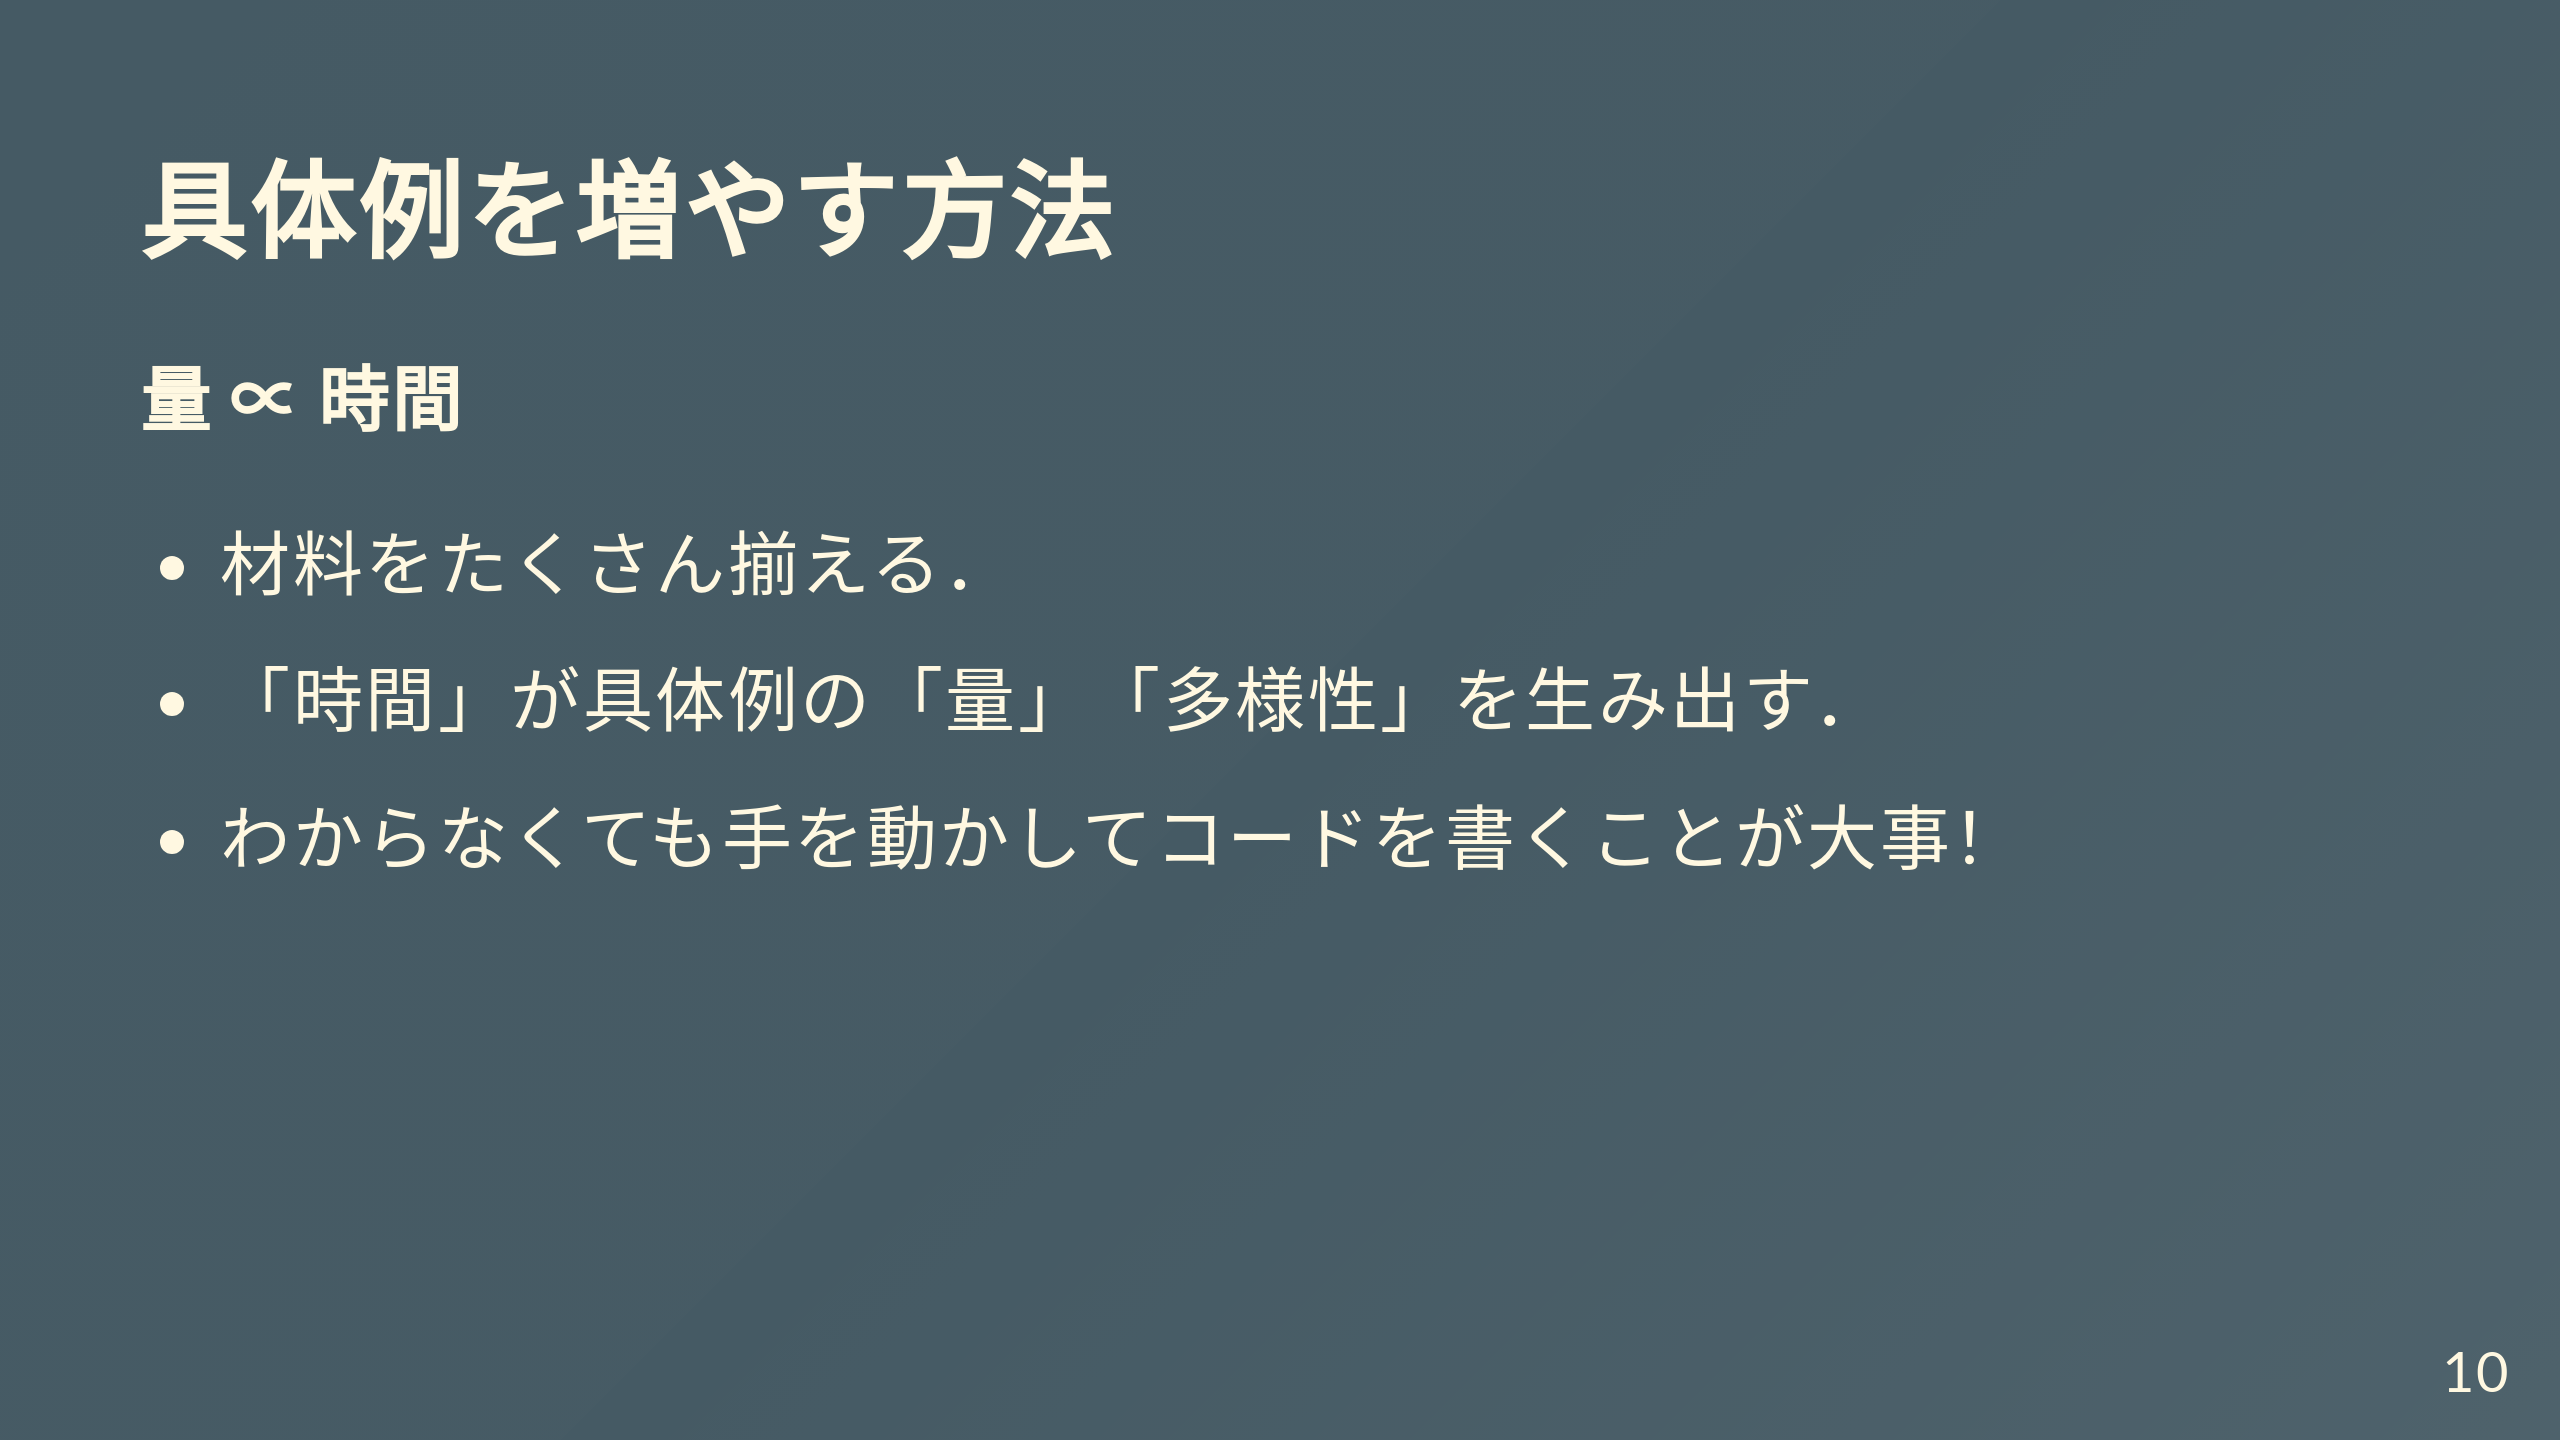 具体例を増やす方法
量 ∝ 時間
• 材料をたくさん揃える．
• 「時間」が具体例の「量」「多様性」を生み出す．
• わからなくても手を動かしてコードを書くことが大事！
10